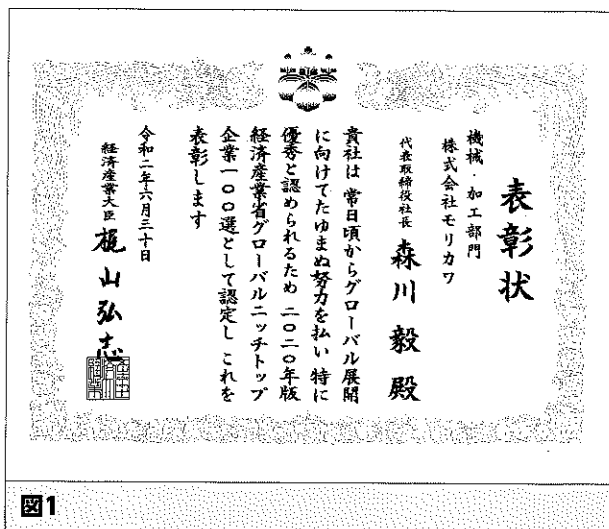 表彰状
機械・加工部門
株式会社モリカワ
代表取締役社長 森川 毅 殿
貴社は 常日頃からグローバル展開
に向けてたゆまぬ努力を払い 特に
優秀と認められるため 二〇二〇年版
経済産業省グローバルニッチトップ
企業一〇〇選として認定し これを
表彰します
令和二年六月三十日
経済産業大臣 梶山弘志
図1